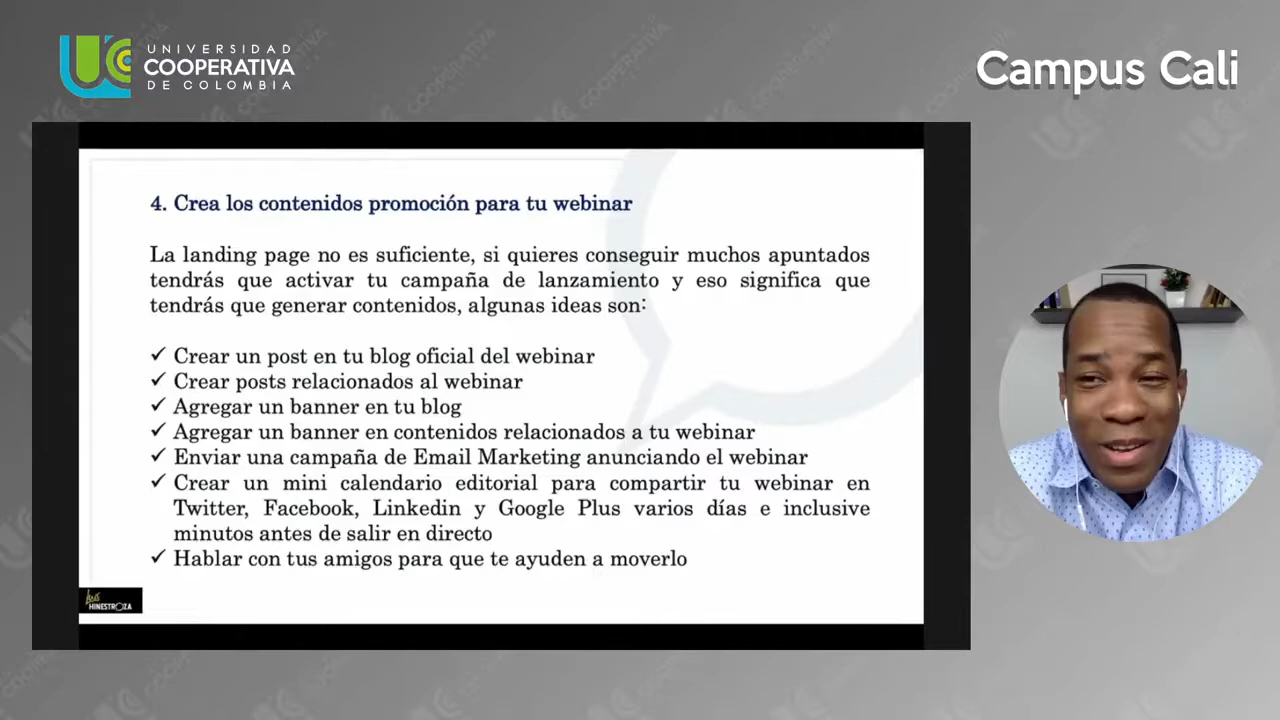 UNIVERSIDAD
COOPERATIVA
DE COLOMBIA
Campus Cali
4. Crea los contenidos promoción para tu webinar
La landing page no es suficiente, si quieres conseguir muchos apuntados
tendrás que activar tu campaña de lanzamiento y eso significa que
tendrás que generar contenidos, algunas ideas son:
✓ Crear un post en tu blog oficial del webinar
✓ Crear posts relacionados al webinar
✓ Agregar un banner en tu blog
✓ Agregar un banner en contenidos relacionados a tu webinar
✓ Enviar una campaña de Email Marketing anunciando el webinar
✓ Crear un mini calendario editorial para compartir tu webinar en
Twitter, Facebook, Linkedin y Google Plus varios días e inclusive
minutos antes de salir en directo
✓ Hablar con tus amigos para que te ayuden a moverlo
HINESTROZA